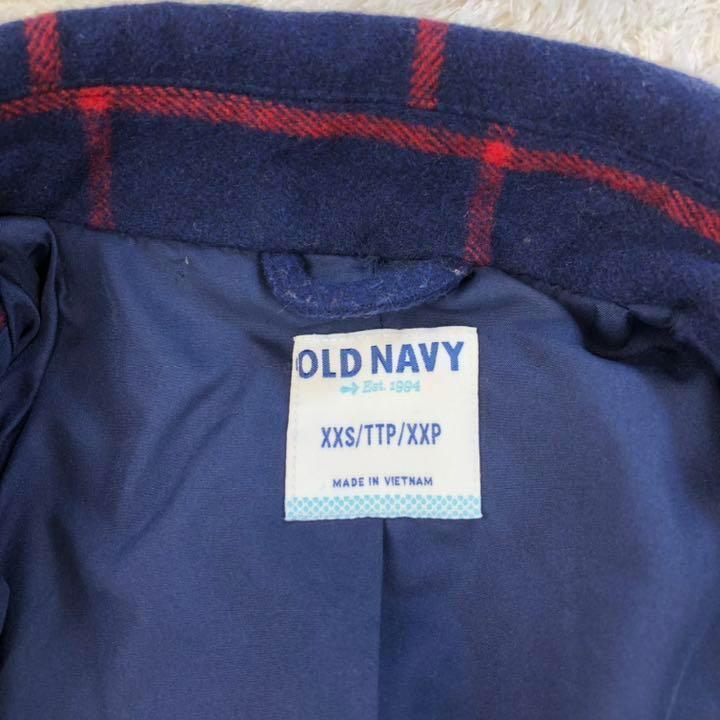 OLD NAVY
Est. 1994
XXS/TTP/XXP
MADE IN VIETNAM